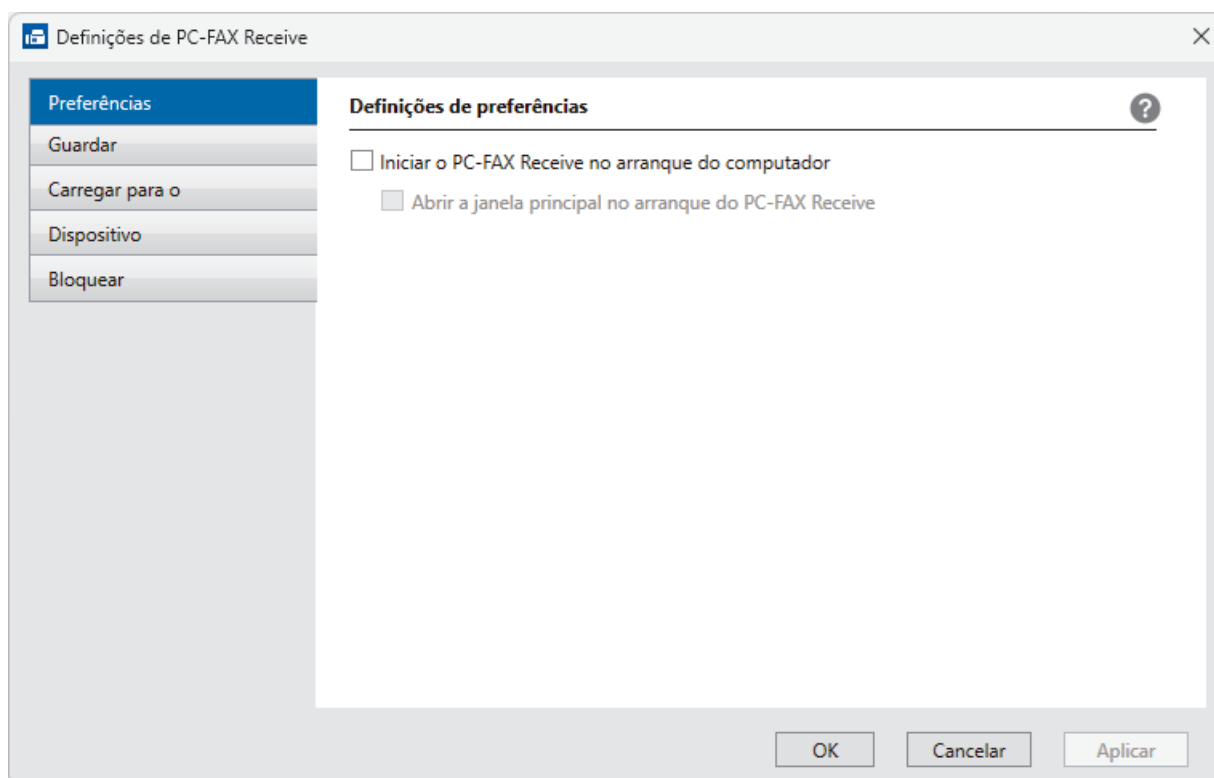 Definições de PC-FAX Receive
Preferências
Guardar
Carregar para o
Dispositivo
Bloquear
Definições de preferências
?
Iniciar o PC-FAX Receive no arranque do computador
Abrir a janela principal no arranque do PC-FAX Receive
OK
Cancelar
Aplicar